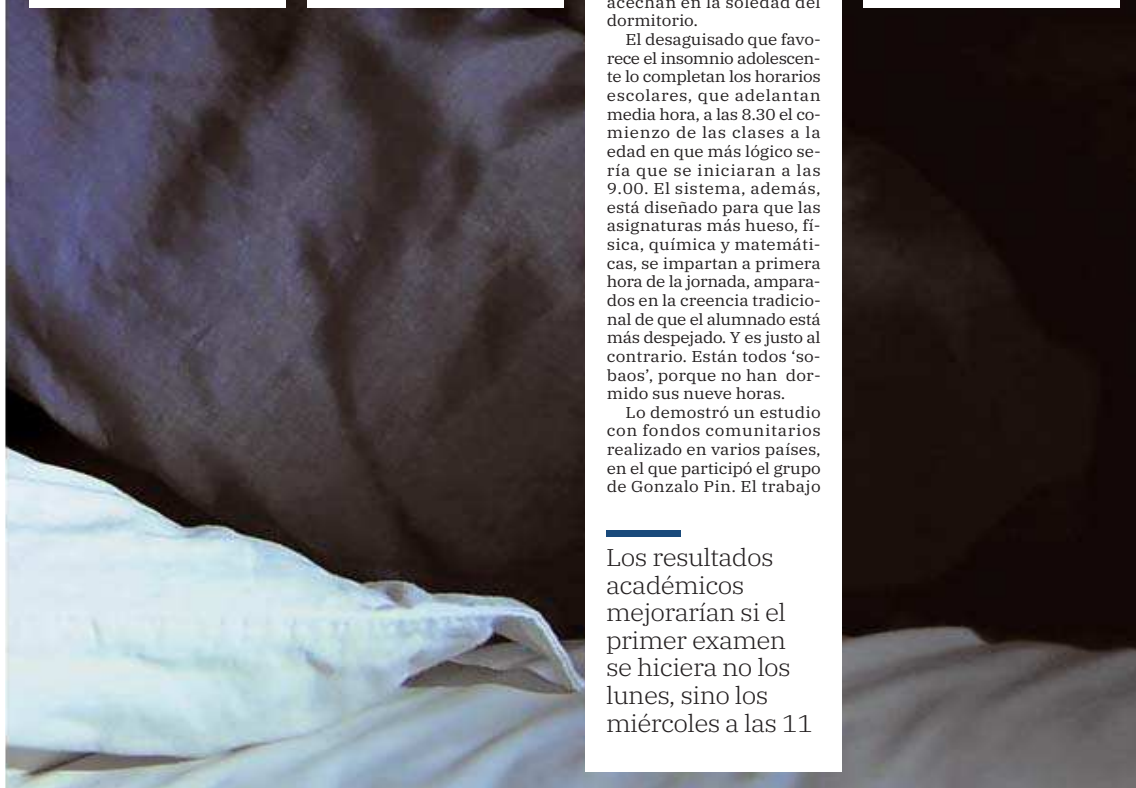 acechan en la soledad del
dormitorio.
El desaguisado que favo-
rece el insomnio adolescen-
te lo completan los horarios
escolares, que adelantan
media hora, a las 8.30 el co-
mienzo de las clases a la
edad en que más lógico se-
ría que se iniciaran a las
9.00. El sistema, además,
está diseñado para que las
asignaturas más hueso, fí-
sica, química y matemáti-
cas, se impartan a primera
hora de la jornada, ampara-
dos en la creencia tradicio-
nal de que el alumnado está
más despejado. Y es justo al
contrario. Están todos ‘so-
baos’, porque no han dor-
mido sus nueve horas.
Lo demostró un estudio
con fondos comunitarios
realizado en varios países,
en el que participó el grupo
de Gonzalo Pin. El trabajo
Los resultados
académicos
mejorarían si el
primer examen
se hiciera no los
lunes, sino los
miércoles a las 11